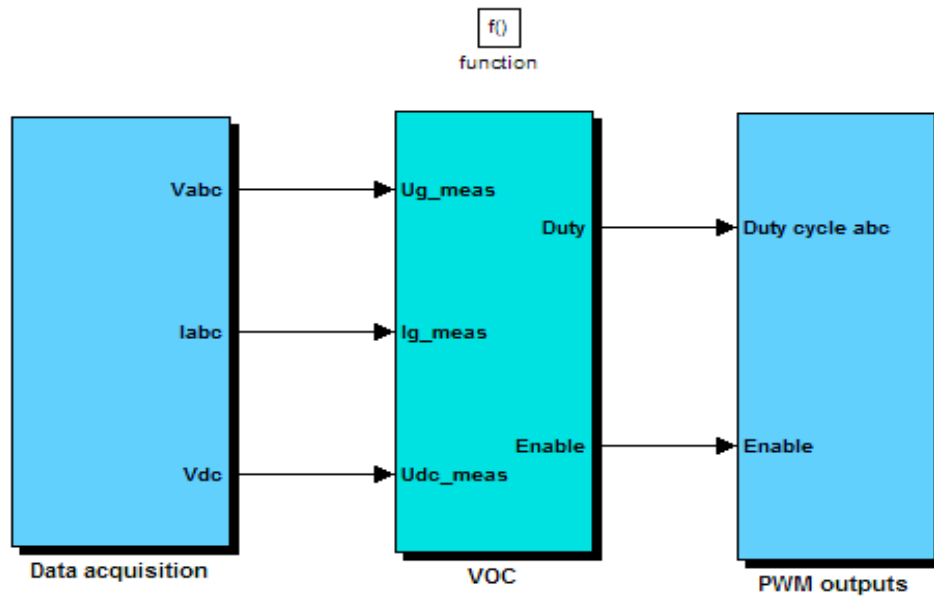 f()
function
Vabc
Iabc
Vdc
Data acquisition
Ug_meas
Ig_meas
Udc_meas
Duty
Enable
VOC
Duty cycle abc
Enable
PWM outputs